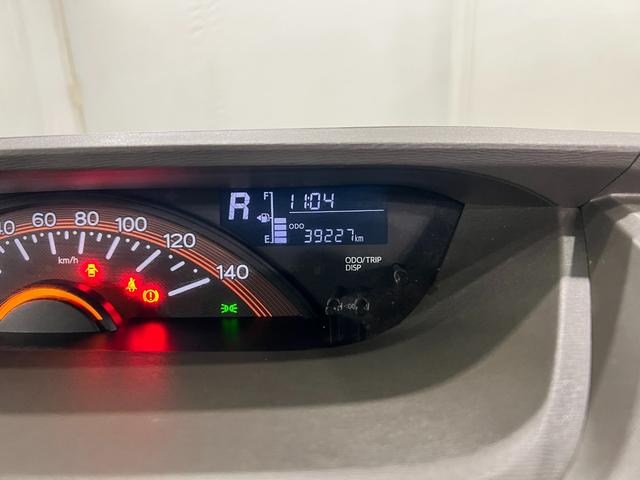 R
F
11:04
ODO
E
39227km
40 60 80 100 120 140
km/h
ODO/TRIP
DISP